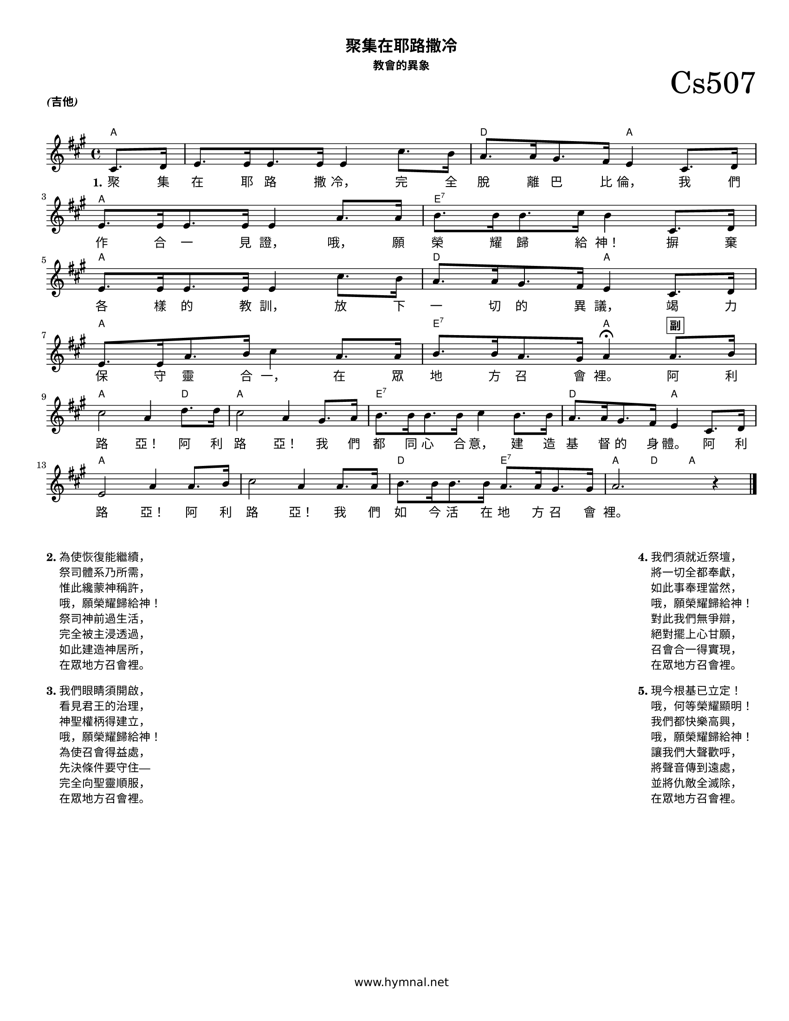 聚集在耶路撒冷
教會的異象
Cs507
(吉他)
A D A
1. 聚 集 在 耶 路 撒 冷， 完 全 脫 離 巴 比 倫， 我 們
3 A E7
作 合 一 見 證， 哦， 願 榮 耀 歸 給 神！ 摒 棄
5 A D A
各 樣 的 教 訓， 放 下 一 切 的 異 議， 竭 力
7 A E7 A 副
保 守 靈 合 一， 在 眾 地 方 召 會 裡。 阿 利
9 A D A E7 D A
路 亞！ 阿 利 路 亞！ 我 們 都 同 心 合 意， 建 造 基 督 的 身 體。 阿 利
13 A D E7 A D A
路 亞！ 阿 利 路 亞！ 我 們 如 今 活 在 地 方 召 會 裡。
2. 為使恢復能繼續，
祭司體系乃所需，
惟此纔蒙神稱許，
哦，願榮耀歸給神！
祭司神前過生活，
完全被主浸透過，
如此建造神居所，
在眾地方召會裡。
3. 我們眼睛須開啟，
看見君王的治理，
神聖權柄得建立，
哦，願榮耀歸給神！
為使召會得益處，
先決條件要守住—
完全向聖靈順服，
在眾地方召會裡。
4. 我們須就近祭壇，
將一切全都奉獻，
如此事奉理當然，
哦，願榮耀歸給神！
對此我們無爭辯，
絕對擺上心甘願，
召會合一得實現，
在眾地方召會裡。
5. 現今根基已立定！
哦，何等榮耀顯明！
我們都快樂高興，
哦，願榮耀歸給神！
讓我們大聲歡呼，
將聲音傳到遠處，
並將仇敵全滅除，
在眾地方召會裡。
www.hymnal.net